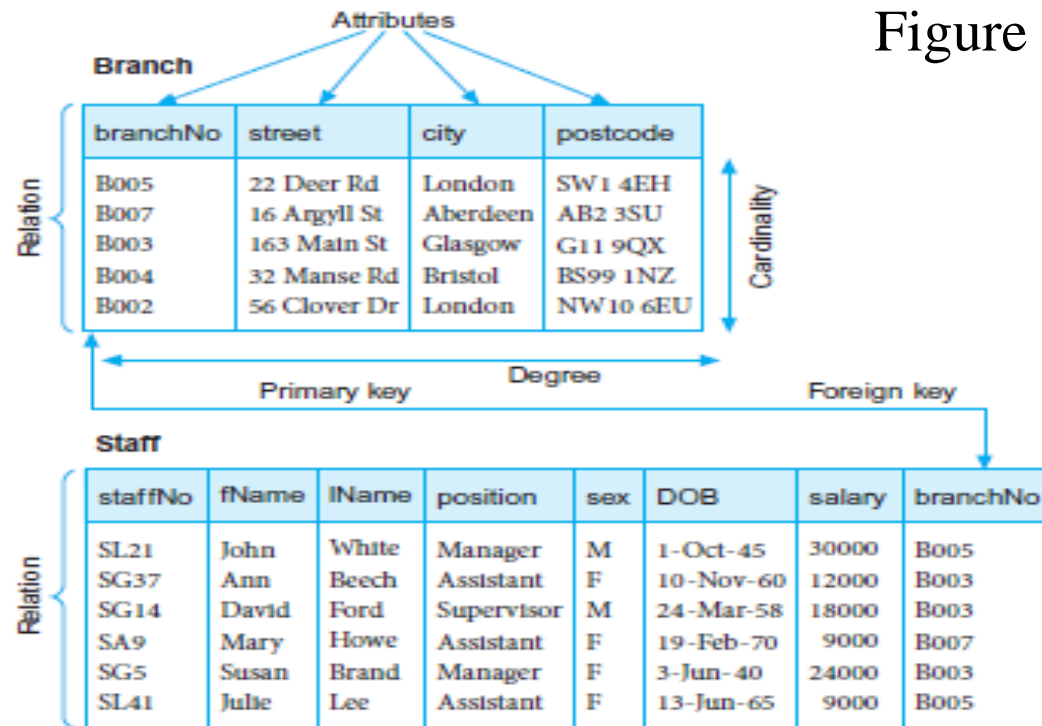 Figure
Attributes
Branch
branchNo street city postcode
B005 22 Deer Rd London SW1 4EH
B007 16 Argyll St Aberdeen AB2 3SU
B003 163 Main St Glasgow G11 9QX
B004 32 Manse Rd Bristol BS99 1NZ
B002 56 Clover Dr London NW10 6EU
Relation
Cardinality
Degree
Primary key
Foreign key
Staff
staffNo fName lName position sex DOB salary branchNo
SL21 John White Manager M 1-Oct-45 30000 B005
SG37 Ann Beech Assistant F 10-Nov-60 12000 B003
SG14 David Ford Supervisor M 24-Mar-58 18000 B003
SA9 Mary Howe Assistant F 19-Feb-70 9000 B007
SG5 Susan Brand Manager F 3-Jun-40 24000 B003
SL41 Julie Lee Assistant F 13-Jun-65 9000 B005
Relation